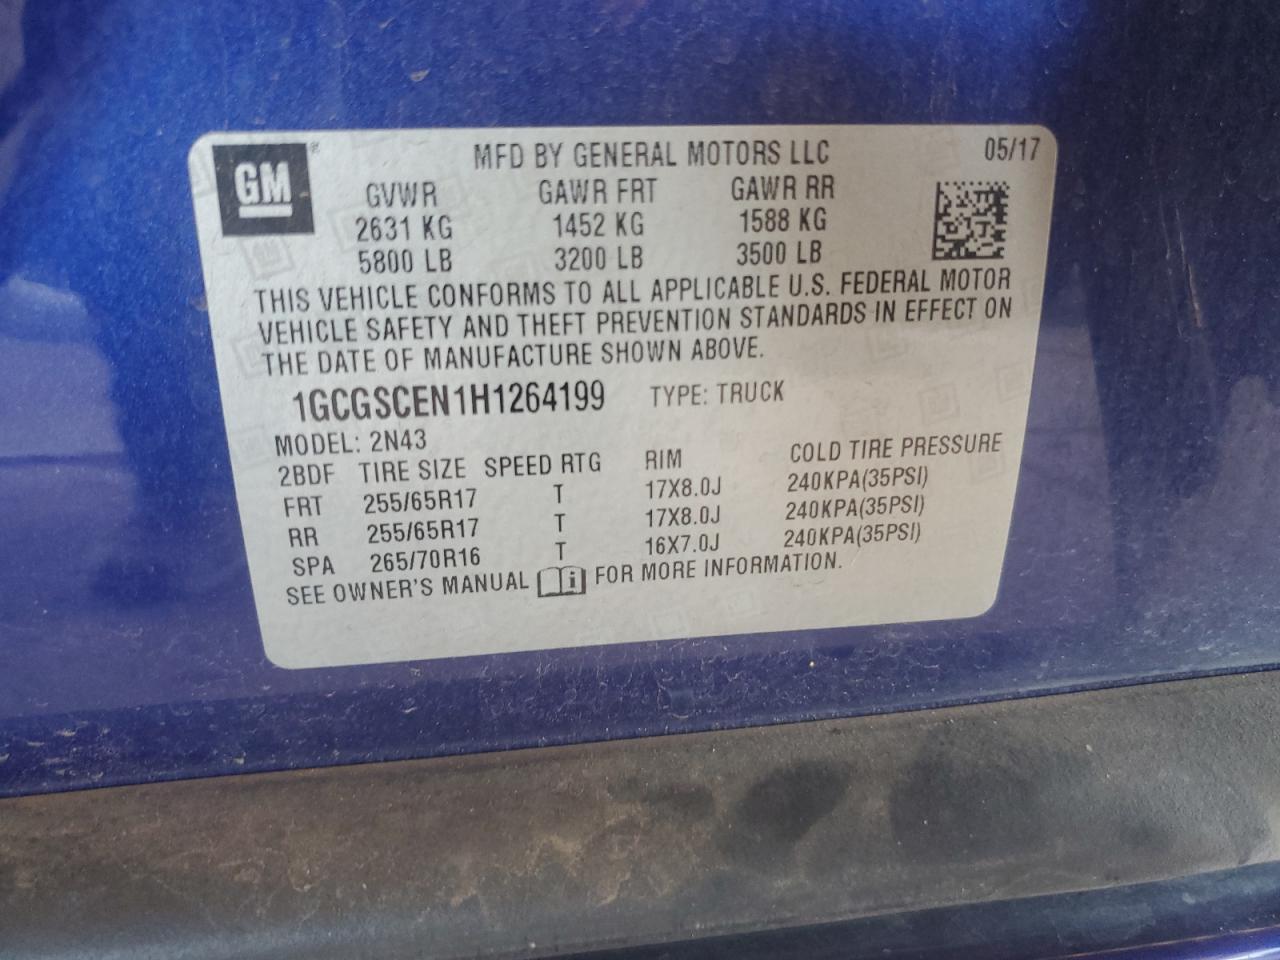 GM® MFD BY GENERAL MOTORS LLC 05/17
GVWR GAWR FRT GAWR RR
2631 KG 1452 KG 1588 KG
5800 LB 3200 LB 3500 LB
THIS VEHICLE CONFORMS TO ALL APPLICABLE U.S. FEDERAL MOTOR
VEHICLE SAFETY AND THEFT PREVENTION STANDARDS IN EFFECT ON
THE DATE OF MANUFACTURE SHOWN ABOVE.
1GCGSCEN1H1264199 TYPE: TRUCK
MODEL: 2N43
2BDF TIRE SIZE SPEED RTG RIM COLD TIRE PRESSURE
FRT 255/65R17 T 17X8.0J 240KPA(35PSI)
RR 255/65R17 T 17X8.0J 240KPA(35PSI)
SPA 265/70R16 T 16X7.0J 240KPA(35PSI)
SEE OWNER'S MANUAL i FOR MORE INFORMATION.